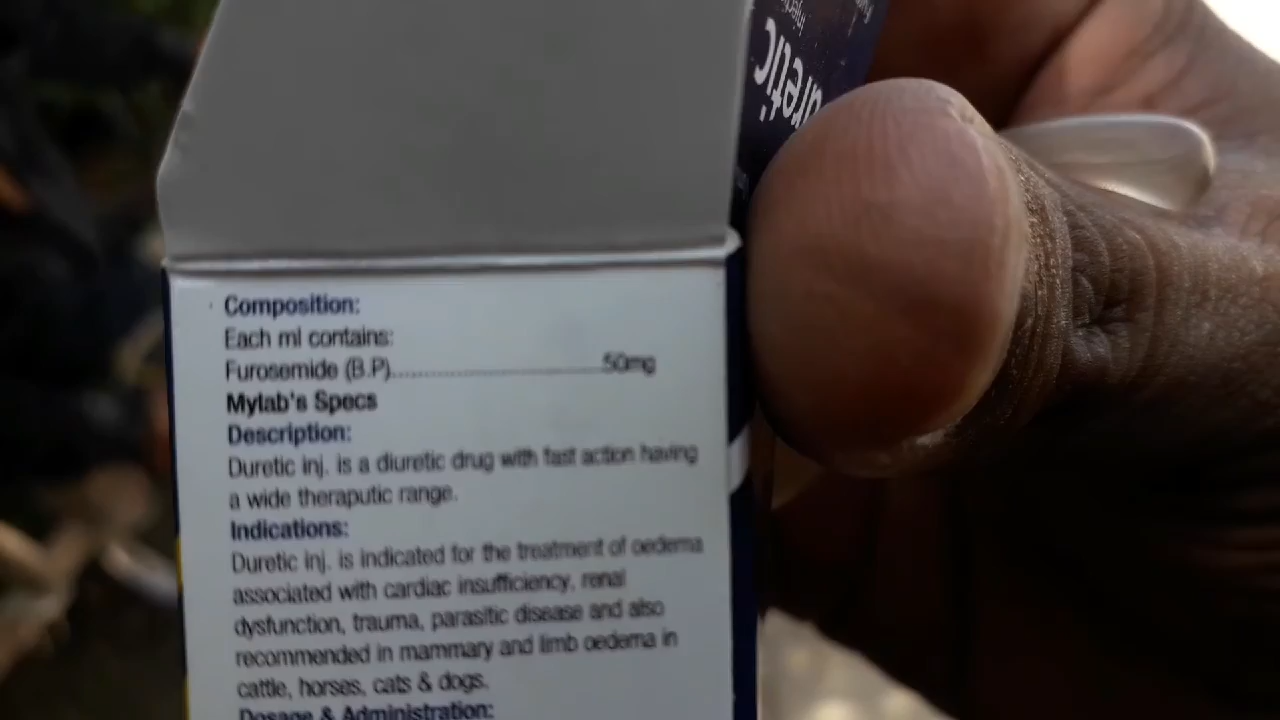 uretic
Composition:
Each ml contains:
Furosemide (B.P)..............................50mg
Mylab's Specs
Description:
Duretic inj. is a diuretic drug with fast action having
a wide theraputic range.
Indications:
Duretic inj. is indicated for the treatment of oedema
associated with cardiac insufficiency, renal
dysfunction, trauma, parasitic disease and also
recommended in mammary and limb oedema in
cattle, horses, cats & dogs.
Dosage & Administration: